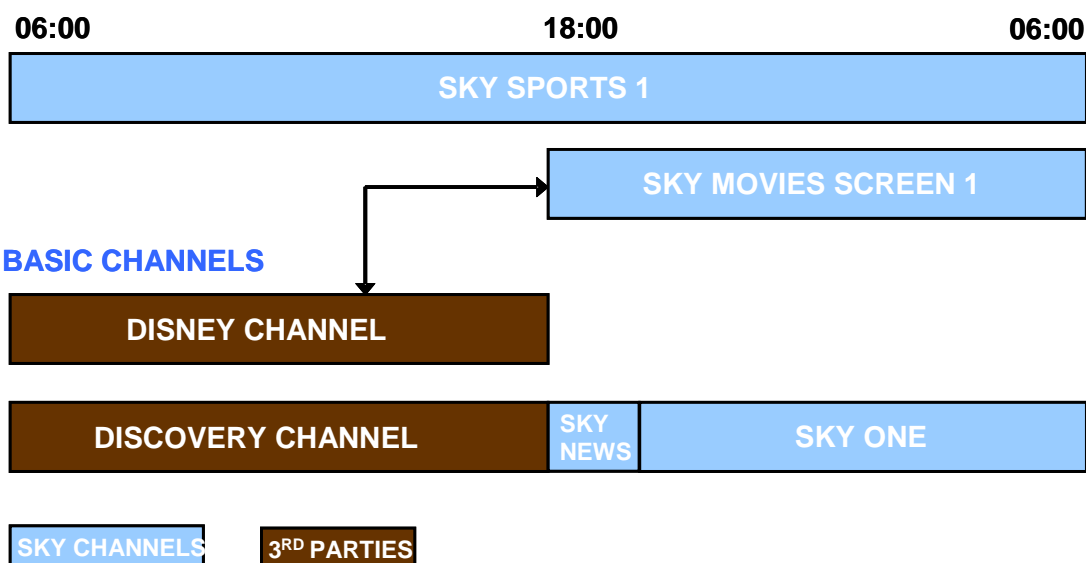 06:00 18:00 06:00
SKY SPORTS 1
SKY MOVIES SCREEN 1
BASIC CHANNELS
DISNEY CHANNEL
DISCOVERY CHANNEL
SKY
NEWS
SKY ONE
SKY CHANNELS
3RD PARTIES